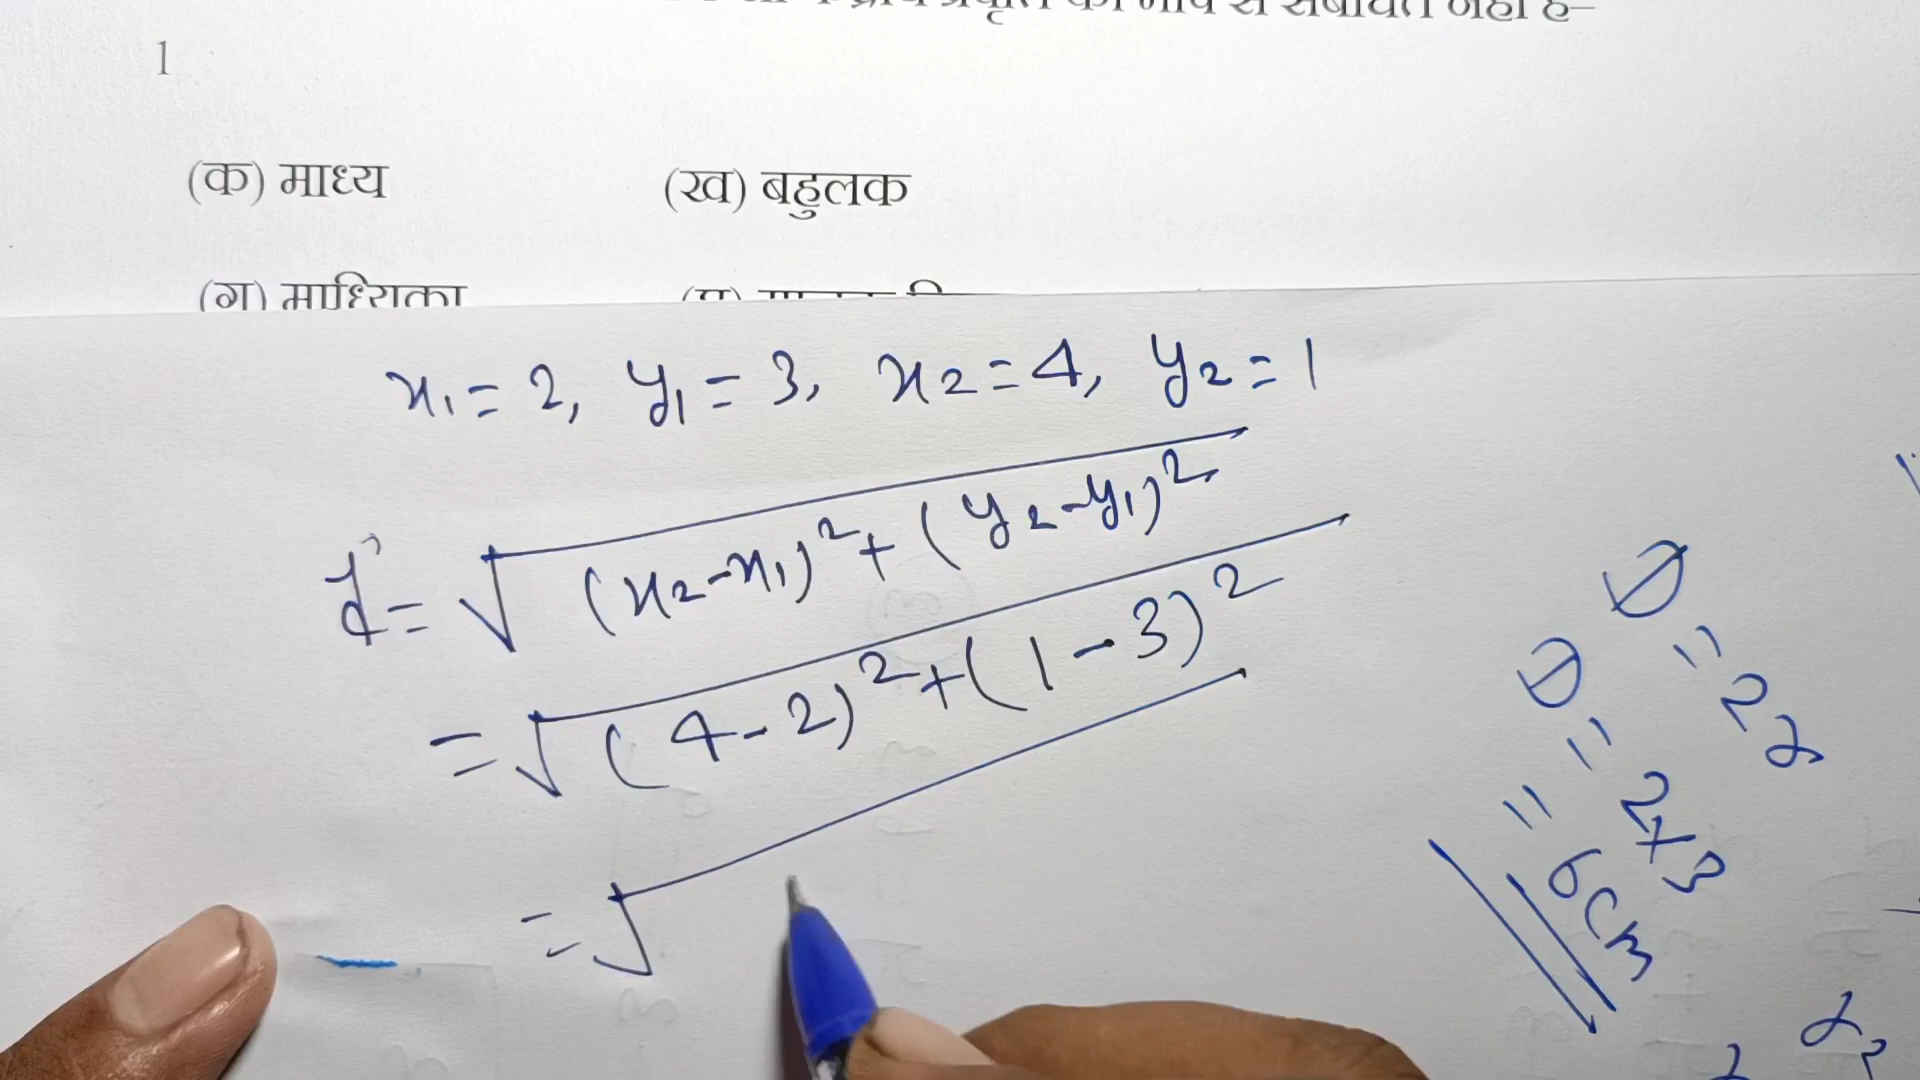 1
(क) माध्य (ख) बहुलक
(ग) माध्यिका
x₁ = 2, y₁ = 3, x₂ = 4, y₂ = 1
d = √(x₂-x₁)² + (y₂-y₁)²
= √(4-2)² + (1-3)²
= √
∅ = 2r
∅ = 2×3
= 6cm